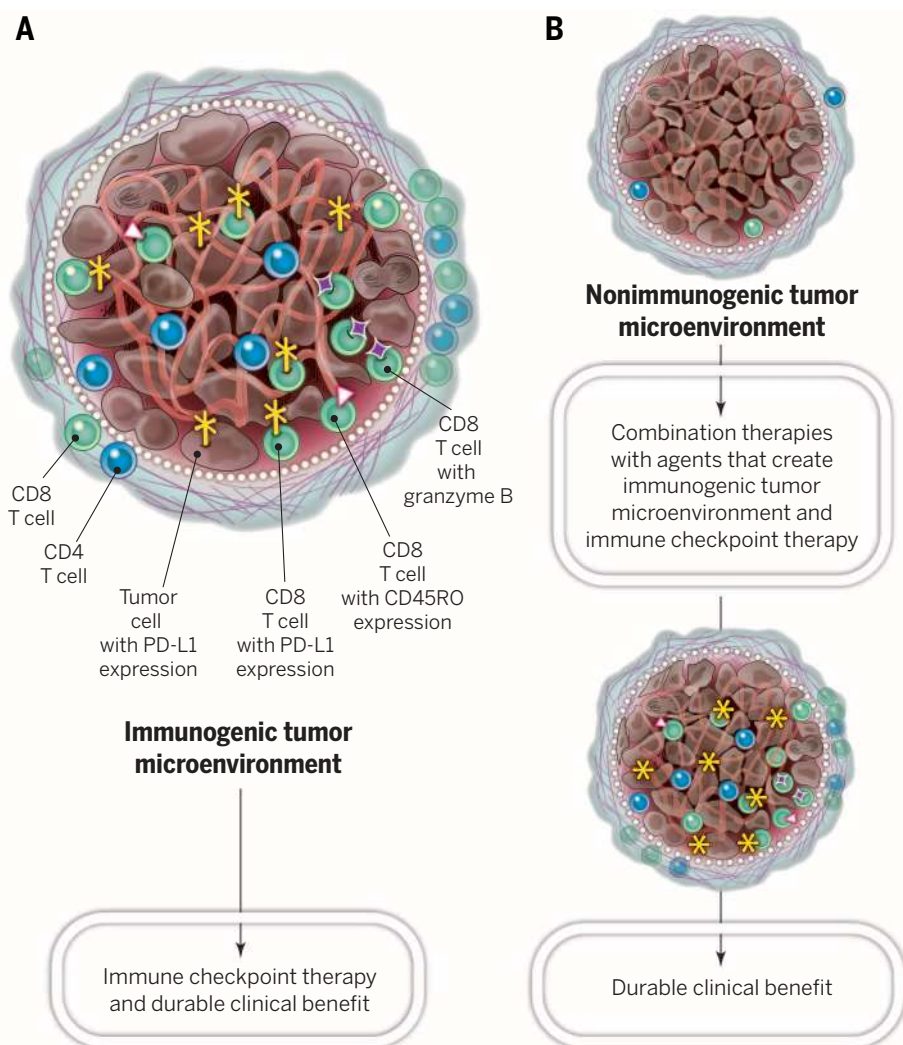 A
CD8
T cell
CD4
T cell
Tumor
cell
with PD-L1
expression
CD8
T cell
with PD-L1
expression
CD8
T cell
with CD45RO
expression
CD8
T cell
with
granzyme B
Immunogenic tumor
microenvironment
Immune checkpoint therapy
and durable clinical benefit
B
Nonimmunogenic tumor
microenvironment
Combination therapies
with agents that create
immunogenic tumor
microenvironment and
immune checkpoint therapy
Durable clinical benefit